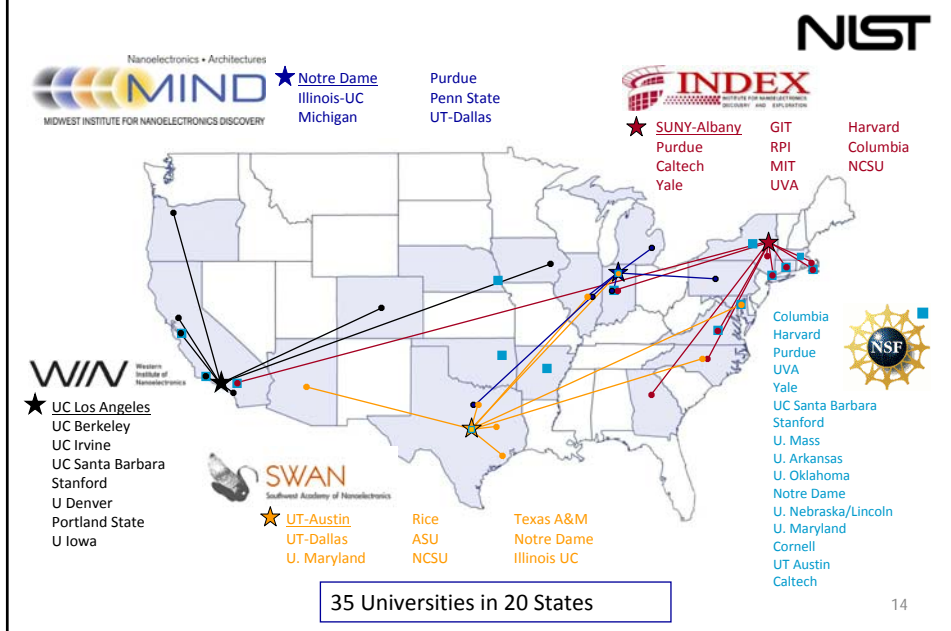 NIST
Nanoelectronics • Architectures
MIND
MIDWEST INSTITUTE FOR NANOELECTRONICS DISCOVERY
Notre Dame Purdue
Illinois-UC Penn State
Michigan UT-Dallas
INDEX
INSTITUTE FOR NANOELECTRONICS
DISCOVERY AND EXPLORATION
SUNY-Albany GIT Harvard
Purdue RPI Columbia
Caltech MIT NCSU
Yale UVA
WIN
Western
Institute of
Nanoelectronics
UC Los Angeles
UC Berkeley
UC Irvine
UC Santa Barbara
Stanford
U Denver
Portland State
U Iowa
SWAN
Southwest Academy of Nanoelectronics
UT-Austin Rice Texas A&M
UT-Dallas ASU Notre Dame
U. Maryland NCSU Illinois UC
Columbia
Harvard
Purdue
UVA
Yale
UC Santa Barbara
Stanford
U. Mass
U. Arkansas
U. Oklahoma
Notre Dame
U. Nebraska/Lincoln
U. Maryland
Cornell
UT Austin
Caltech
NSF
35 Universities in 20 States
14